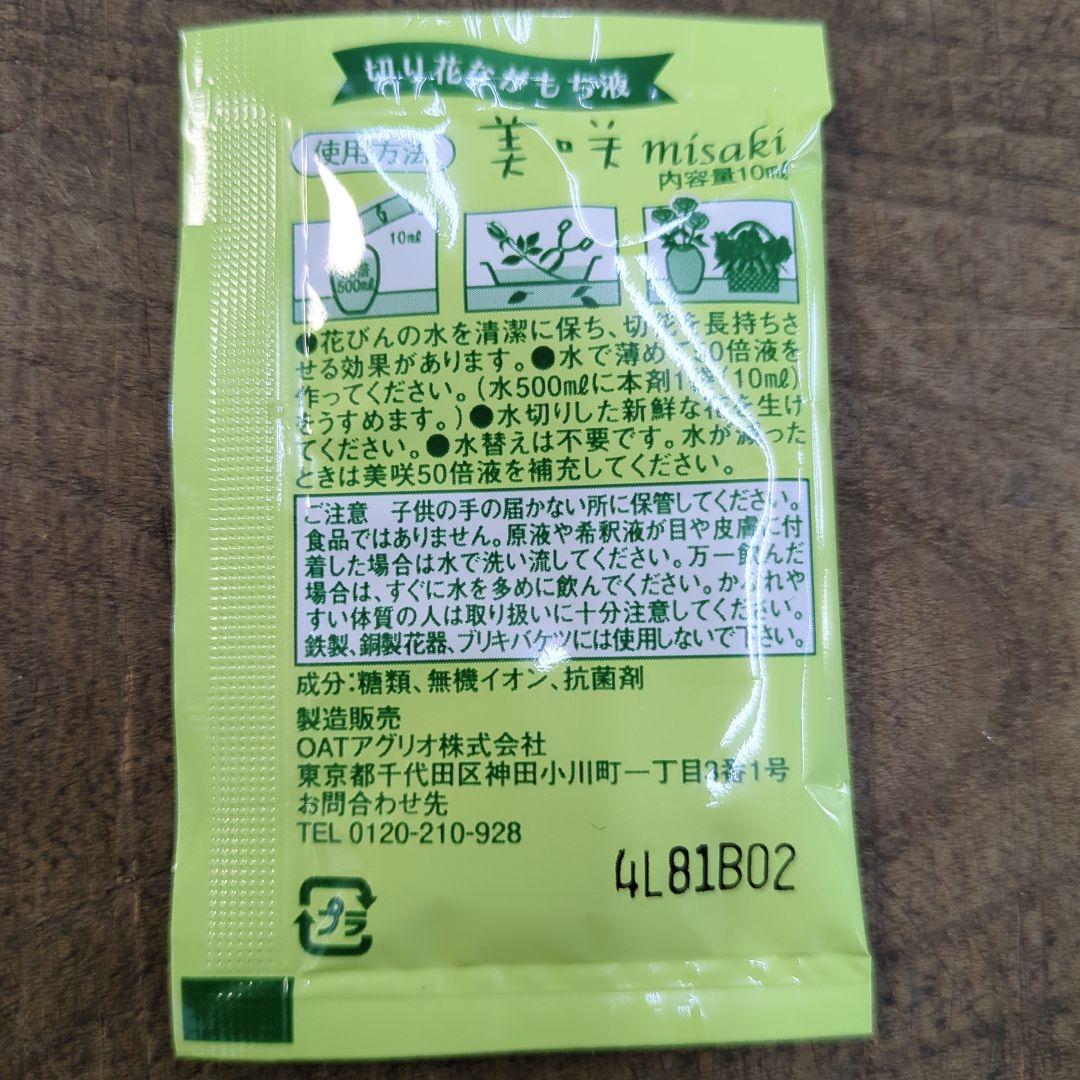 切り花ながもち液
使用方法
美咲 misaki
内容量10㎖
10㎖
500㎖
●花びんの水を清潔に保ち、切花を長持ちさ
せる効果があります。●水で薄めて50倍液を
作ってください。(水500㎖に本剤1袋(10㎖)
をうすめます。)●水切りした新鮮な花を生け
てください。●水替えは不要です。水が減った
ときは美咲50倍液を補充してください。
ご注意 子供の手の届かない所に保管してください。
食品ではありません。原液や希釈液が目や皮膚に付
着した場合は水で洗い流してください。万一飲んだ
場合は、すぐに水を多めに飲んでください。かぶれや
すい体質の人は取り扱いに十分注意してください。
鉄製、銅製花器、ブリキバケツには使用しないで下さい。
成分:糖類、無機イオン、抗菌剤
製造販売
OATアグリオ株式会社
東京都千代田区神田小川町一丁目3番1号
お問合わせ先
TEL 0120-210-928
4L81B02
プラ